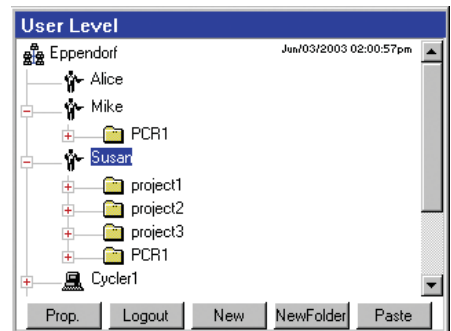 User Level
Eppendorf Jun/03/2003 02:00:57pm
Alice
Mike
PCR1
Susan
project1
project2
project3
PCR1
Cycler1
Prop. Logout New NewFolder Paste